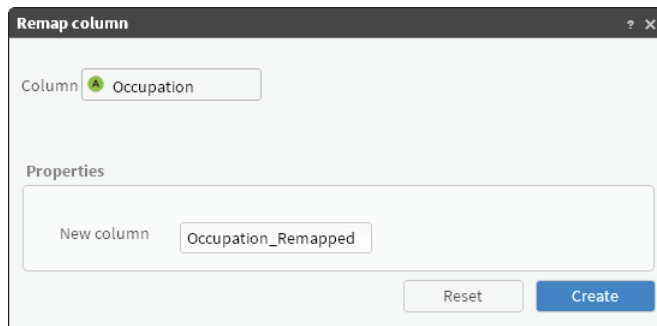 Remap column ? ×
Column A Occupation
Properties
New column Occupation_Remapped
Reset Create